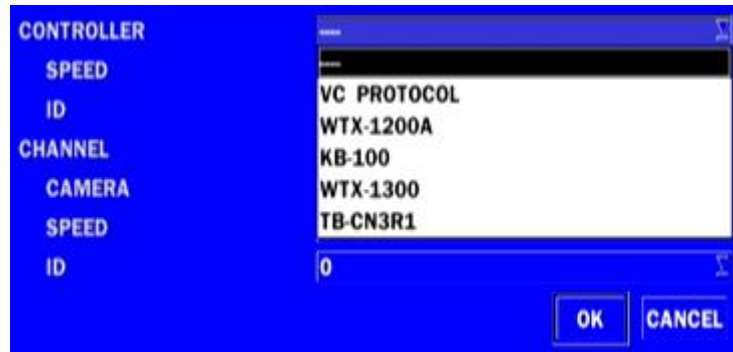 CONTROLLER ---
SPEED ---
ID VC PROTOCOL
WTX-1200A
CHANNEL KB-100
CAMERA WTX-1300
SPEED TB-CN3R1
ID 0
OK CANCEL